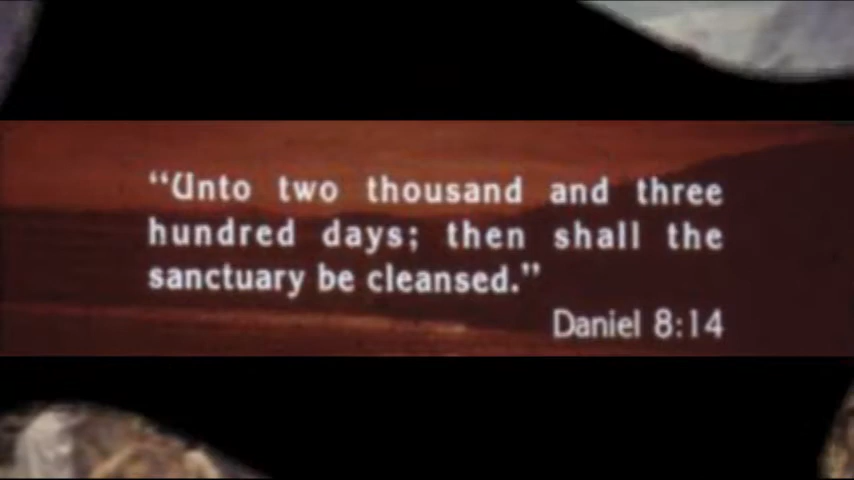 “Unto two thousand and three
hundred days; then shall the
sanctuary be cleansed.”
Daniel 8:14